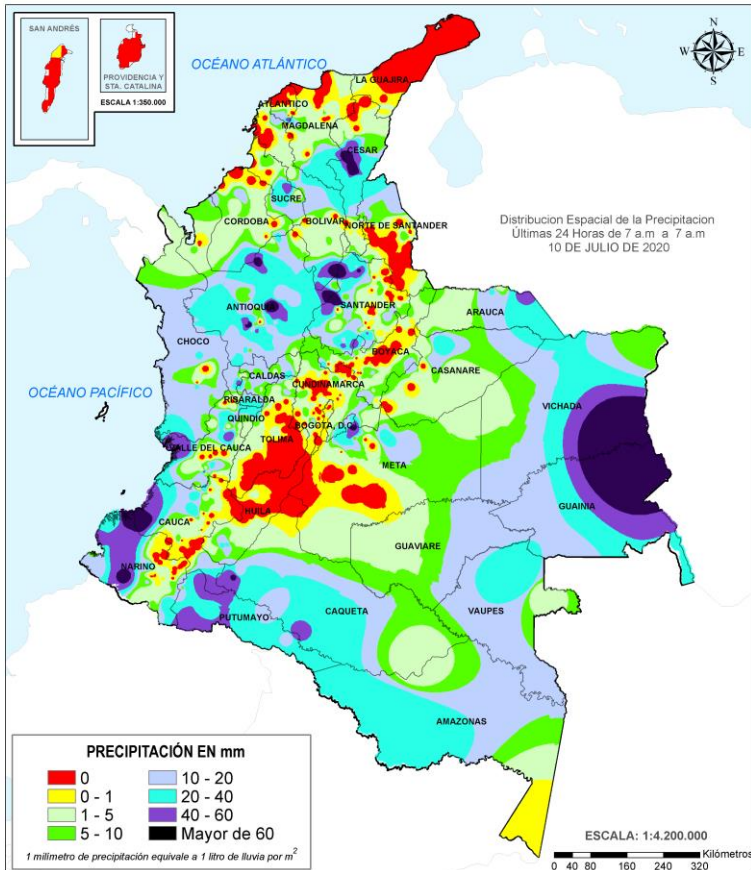 SAN ANDRÉS
PROVIDENCIA Y
STA. CATALINA
ESCALA 1:350.000
OCÉANO ATLÁNTICO
N
W
E
S
LA GUAJIRA
ATLANTICO
MAGDALENA
CESAR
SUCRE
CORDOBA
BOLIVAR
NORTE DE SANTANDER
Distribucion Espacial de la Precipitacion
Últimas 24 Horas de 7 a.m a 7 a.m
10 DE JULIO DE 2020
ANTIOQUIA
SANTANDER
ARAUCA
CHOCO
BOYACA
CASANARE
CALDAS
CUNDINAMARCA
OCÉANO PACÍFICO
RISARALDA
VICHADA
QUINDIO
BOGOTA, D.C.
TOLIMA
VALLE DEL CAUCA
META
GUAINIA
CAUCA
HUILA
GUAVIARE
NARIÑO
CAQUETA
VAUPES
PUTUMAYO
AMAZONAS
PRECIPITACIÓN EN mm
0
10 - 20
0 - 1
20 - 40
1 - 5
40 - 60
5 - 10
Mayor de 60
1 milímetro de precipitación equivale a 1 litro de lluvia por m²
ESCALA: 1:4.200.000
Kilómetros
0 40 80 160 240 320